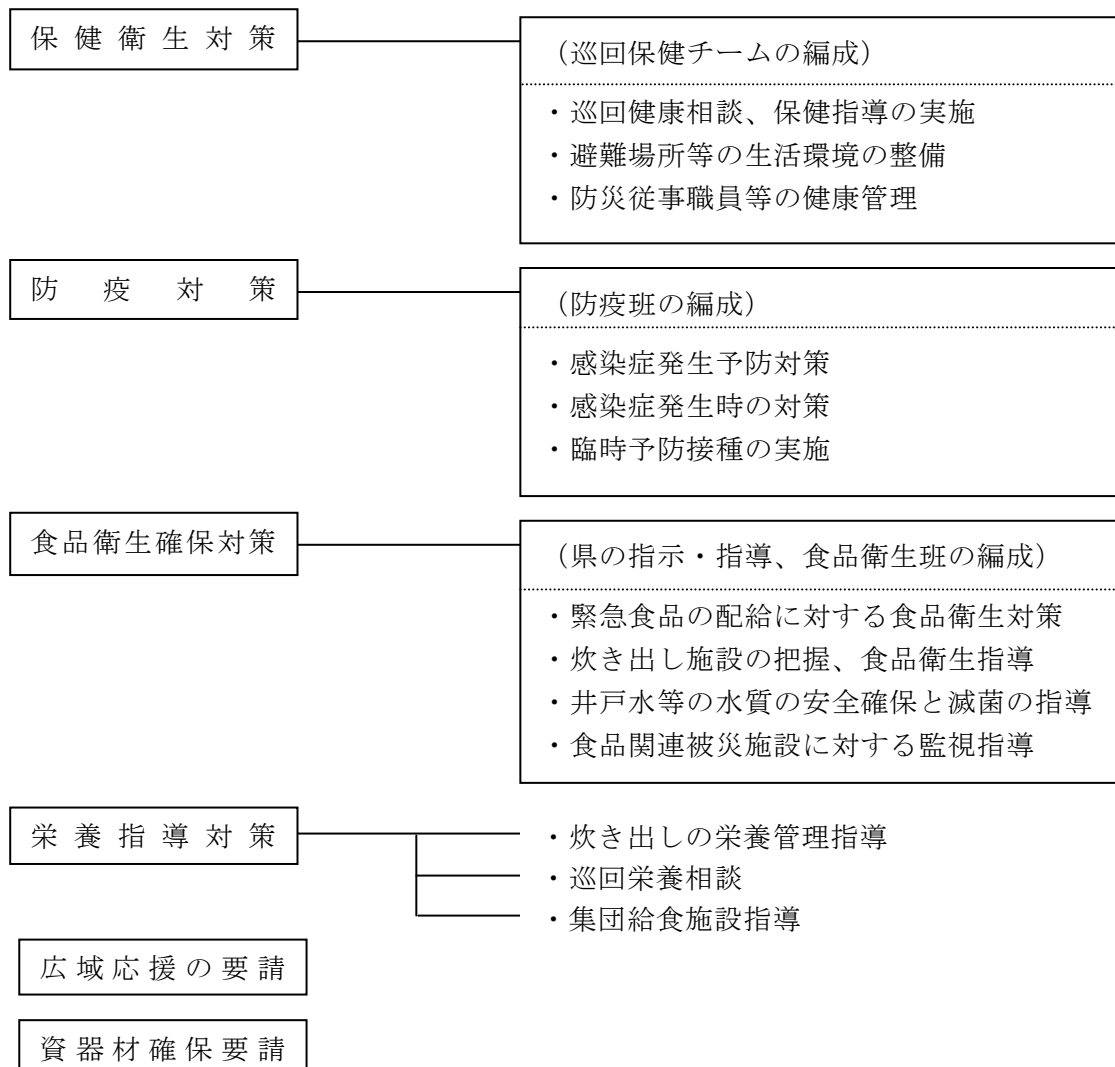 保健衛生対策
（巡回保健チームの編成）
・巡回健康相談、保健指導の実施
・避難場所等の生活環境の整備
・防災従事職員等の健康管理
防疫対策
（防疫班の編成）
・感染症発生予防対策
・感染症発生時の対策
・臨時予防接種の実施
食品衛生確保対策
（県の指示・指導、食品衛生班の編成）
・緊急食品の配給に対する食品衛生対策
・炊き出し施設の把握、食品衛生指導
・井戸水等の水質の安全確保と滅菌の指導
・食品関連被災施設に対する監視指導
栄養指導対策
・炊き出しの栄養管理指導
・巡回栄養相談
・集団給食施設指導
広域応援の要請
資器材確保要請